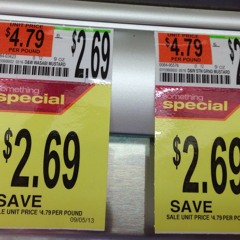 UNIT PRICE
$4.79
PER POUND
$2.69
something
special
$2.69
SAVE
SALE UNIT PRICE $4.79 PER POUND
09/05/13
UNIT PRICE
$4.79
PER POUND
$2
something
special
$2.69
SAVE
SALE UNIT PRICE $4.79 PER